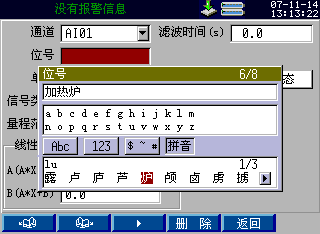 没有报警信息 07-11-14
13:13:22
通道 AI01 滤波时间(s) 0.0
位号
位号 6/8
加热炉
a b c d e f g h i j k l m
n o p q r s t u v w x y z
Abc 123 $ ~ # 拼音
lu 1/3
露 卢 庐 芦 炉 颅 卤 虏 掳
信号类
量程范
线性
A(A*X
B(A*X+B) 0.0
态
删 除 返回